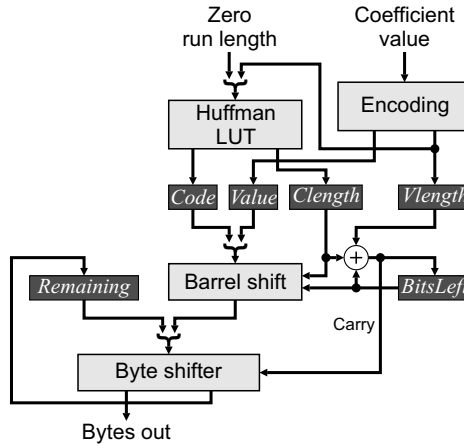 Zero
run length
Coefficient
value
Huffman
LUT
Encoding
Code
Value
Clength
Vlength
+
Remaining
Barrel shift
BitsLeft
Carry
Byte shifter
Bytes out